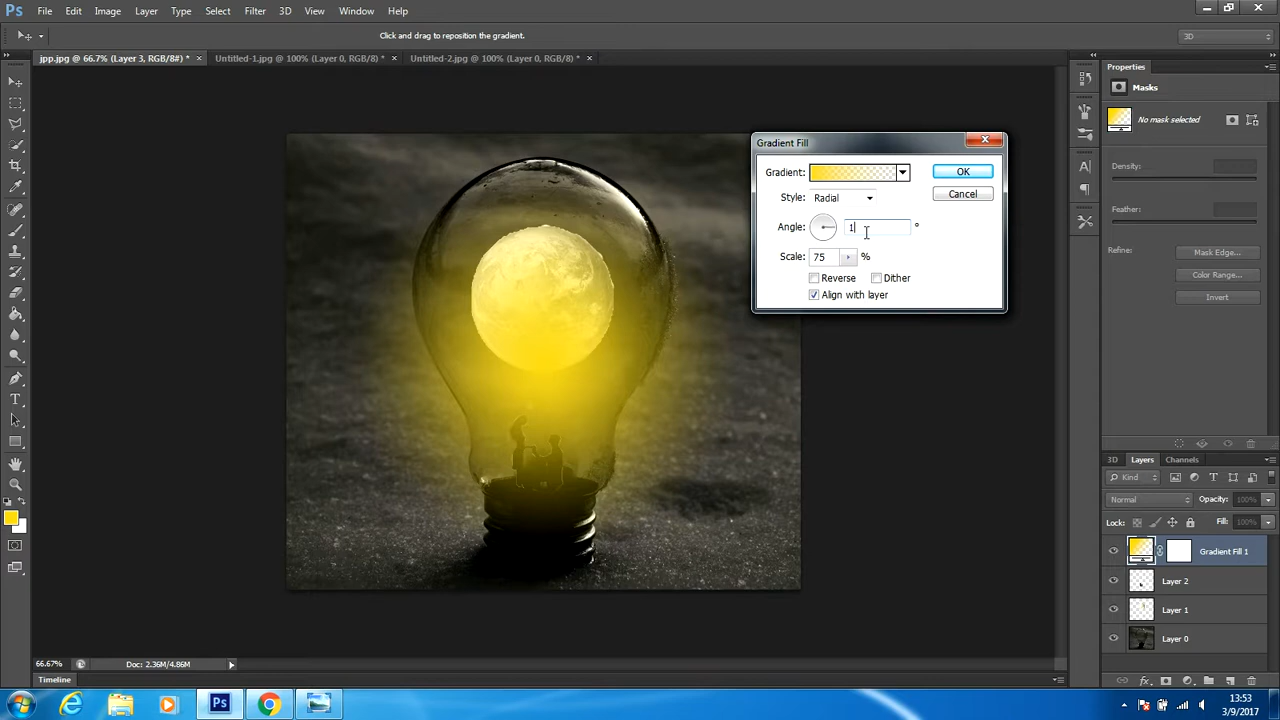 Ps File Edit Image Layer Type Select Filter 3D View Window Help
Click and drag to reposition the gradient.
3D
jpp.jpg @ 66.7% (Layer 3, RGB/8#) * × Untitled-1.jpg @ 100% (Layer 0, RGB/8) * × Untitled-2.jpg @ 100% (Layer 0, RGB/8) * ×
Properties
Masks
No mask selected
Density:
Feather:
Refine:
Mask Edge...
Color Range...
Invert
Gradient Fill
Gradient:
OK
Style: Radial
Cancel
Angle: 1 °
Scale: 75 %
Reverse Dither
Align with layer
3D Layers Channels
Kind
Normal Opacity: 100%
Lock: Fill: 100%
Gradient Fill 1
Layer 2
Layer 1
Layer 0
66.67% Doc: 2.36M/4.86M
Timeline
Ps
13:53
3/9/2017